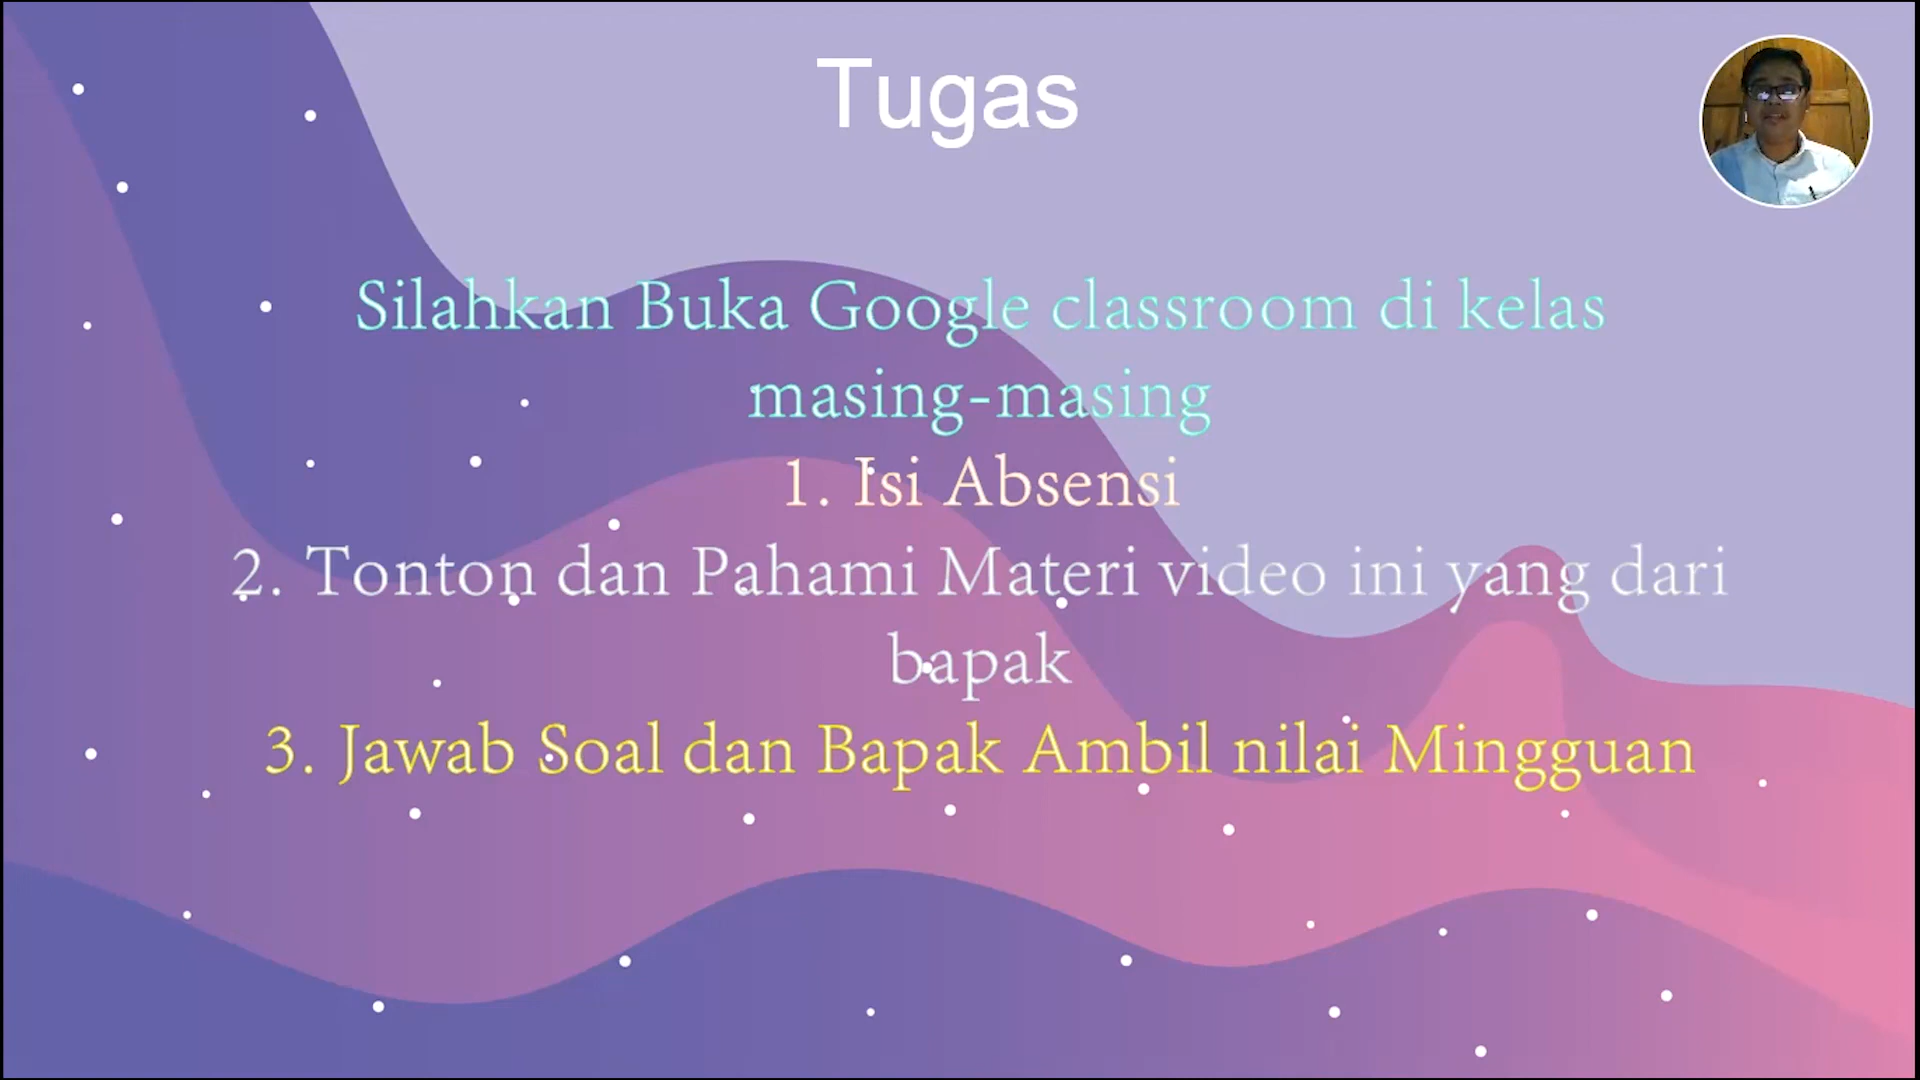 Tugas
Silahkan Buka Google classroom di kelas
masing-masing
1. Isi Absensi
2. Tonton dan Pahami Materi video ini yang dari
bapak
3. Jawab Soal dan Bapak Ambil nilai Mingguan